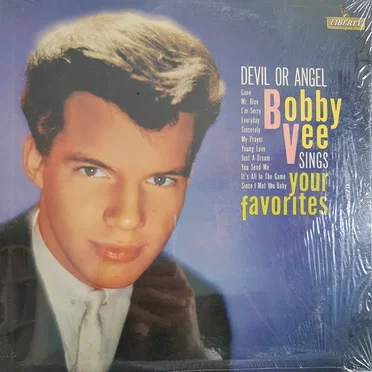 LIBERTY
DEVIL OR ANGEL
Bobby
Vee
SINGS
your
favorites
Gone
Mr. Blue
I'm Sorry
Everyday
Sincerely
My Prayer
Young Love
Just A Dream
You Send Me
It's All In The Game
Since I Met You Baby